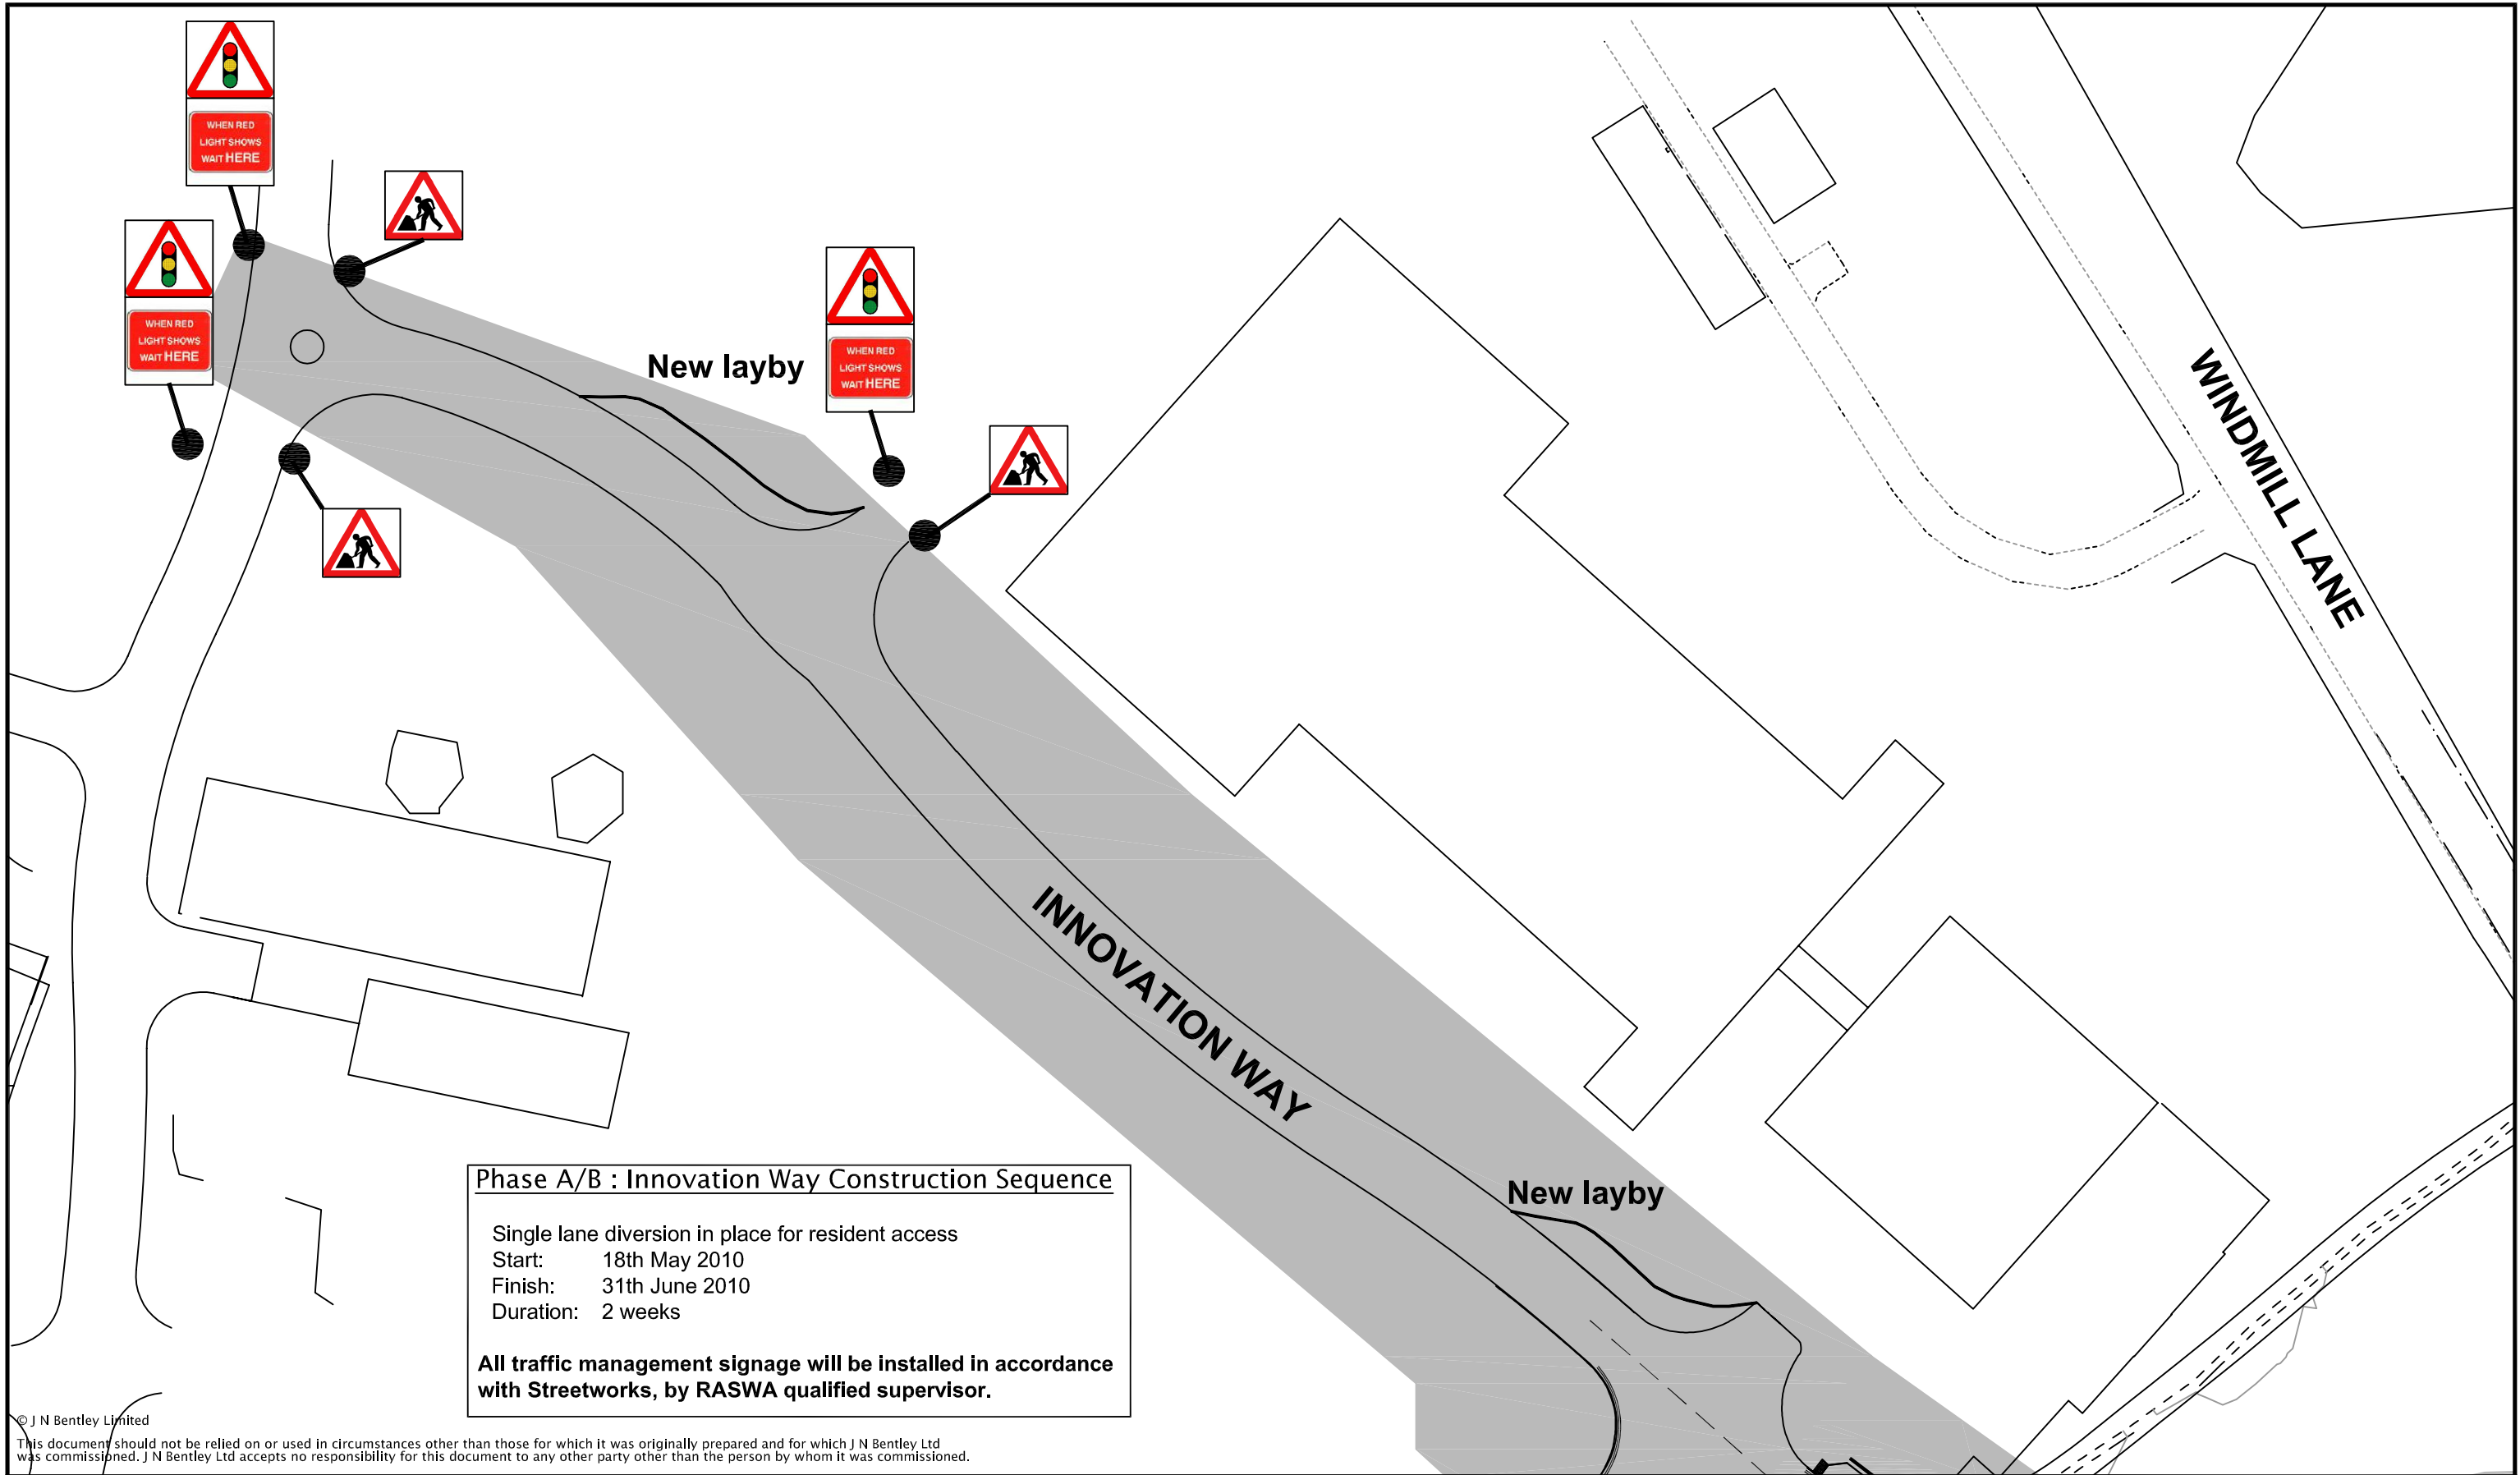 WHEN RED
LIGHT SHOWS
WAIT HERE
WHEN RED
LIGHT SHOWS
WAIT HERE
New layby
WHEN RED
LIGHT SHOWS
WAIT HERE
WINDMILL LANE
INNOVATION WAY
New layby
Phase A/B : Innovation Way Construction Sequence
Single lane diversion in place for resident access
Start: 18th May 2010
Finish: 31th June 2010
Duration: 2 weeks
All traffic management signage will be installed in accordance
with Streetworks, by RASWA qualified supervisor.
© J N Bentley Limited
This document should not be relied on or used in circumstances other than those for which it was originally prepared and for which J N Bentley Ltd
was commissioned. J N Bentley Ltd accepts no responsibility for this document to any other party other than the person by whom it was commissioned.